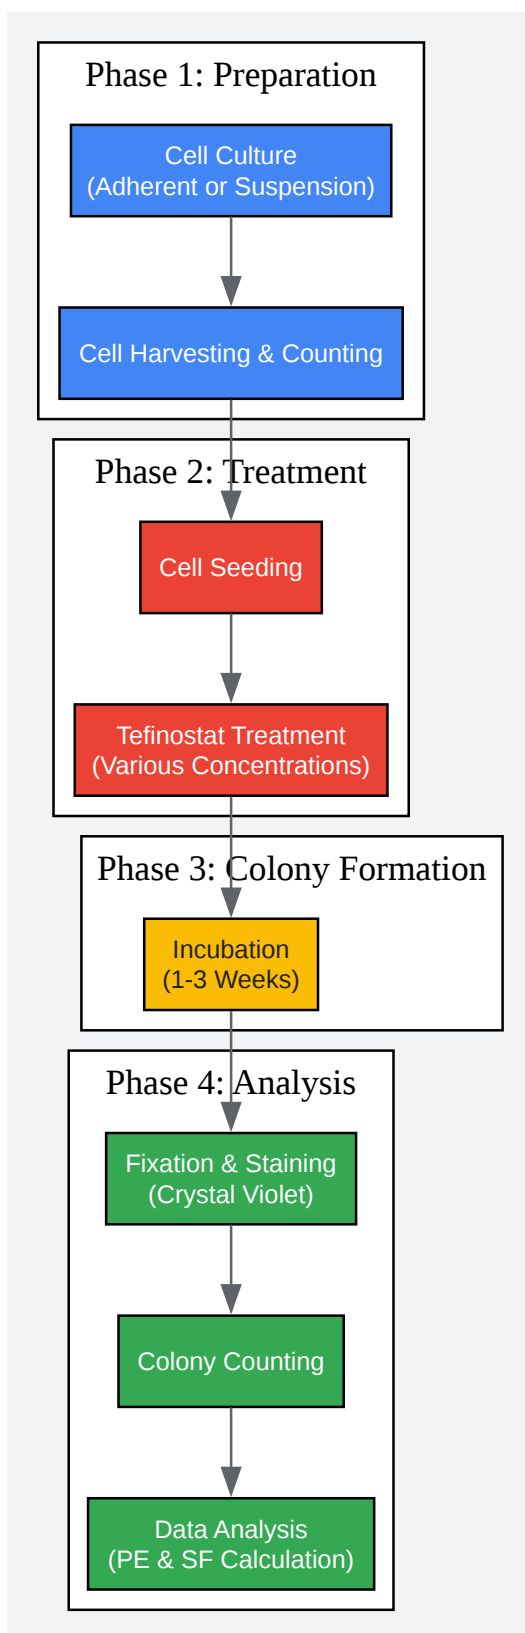 Phase 1: Preparation
Cell Culture
(Adherent or Suspension)
Cell Harvesting & Counting
Phase 2: Treatment
Cell Seeding
Tefinostat Treatment
(Various Concentrations)
Phase 3: Colony Formation
Incubation
(1-3 Weeks)
Phase 4: Analysis
Fixation & Staining
(Crystal Violet)
Colony Counting
Data Analysis
(PE & SF Calculation)